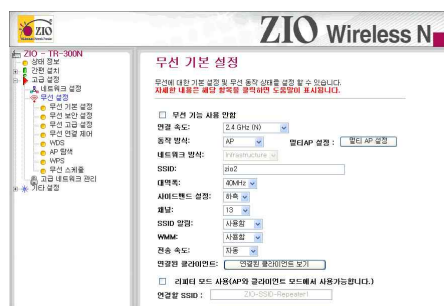 ZIO
ZIO Wireless N
ZIO - TR-300N
상태 정보
간편 설치
고급 설정
네트워크 설정
무선 설정
무선 기본 설정
무선 보안 설정
무선 고급 설정
무선 연결 제어
WDS
AP 탐색
WPS
무선 스케쥴
고급 네트워크 관리
기타 설정
무선 기본 설정
무선에 대한 기본 설정 및 무선 동작 상태를 설정 할 수 있습니다.
자세한 내용은 해당 항목을 클릭하면 도움말이 표시됩니다.
무선 기능 사용 안함
연결 속도: 2.4 GHz (N)
동작 방식: AP 멀티AP 설정 : 멀티 AP 설정
네트워크 방식: Infrastructure
SSID: zio2
대역폭: 40MHz
사이드밴드 설정: 하측
채널: 13
SSID 알림: 사용함
WMM: 사용함
전송 속도: 자동
연결된 클라이언트: 연결된 클라이언트 보기
리피터 모드 사용(AP와 클라이언트 모드에서 사용가능합니다.)
연결할 SSID : ZIO-SSID-Repeater1